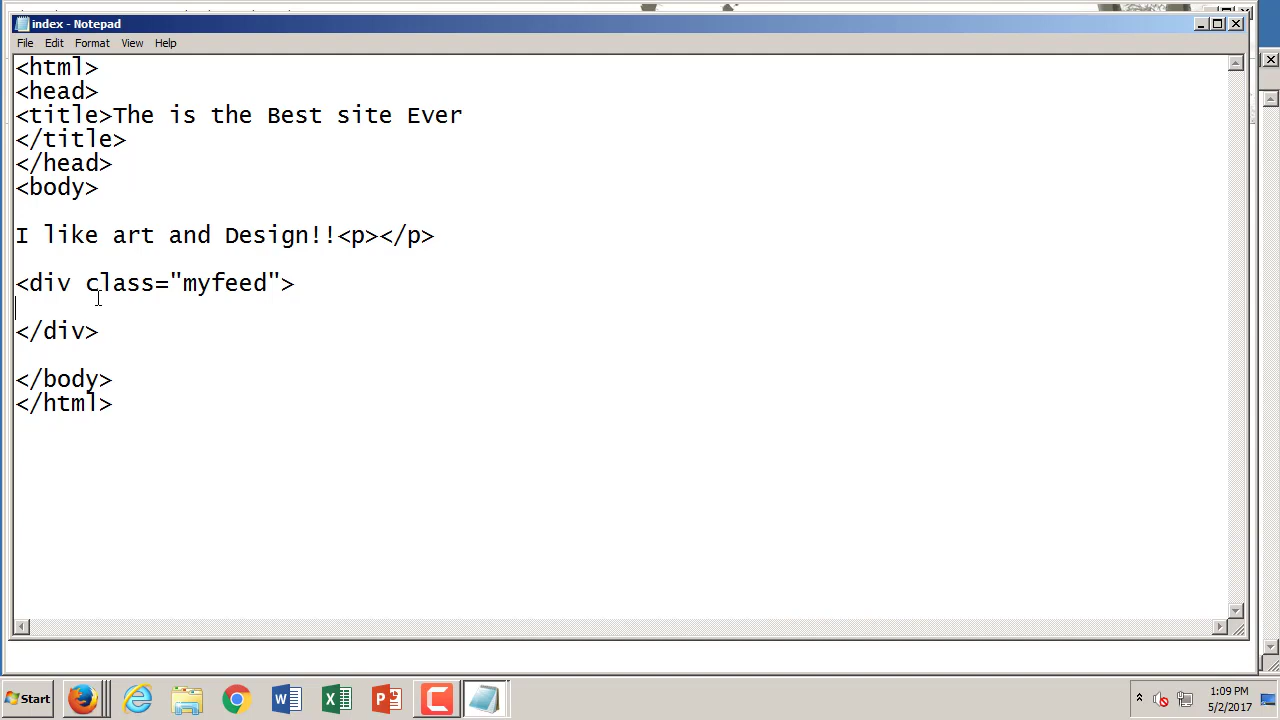 index - Notepad
File Edit Format View Help
<html>
<head>
<title>The is the Best site Ever
</title>
</head>
<body>
I like art and Design!!<p></p>
<div class="myfeed">
</div>
</body>
</html>
Start
1:09 PM
5/2/2017